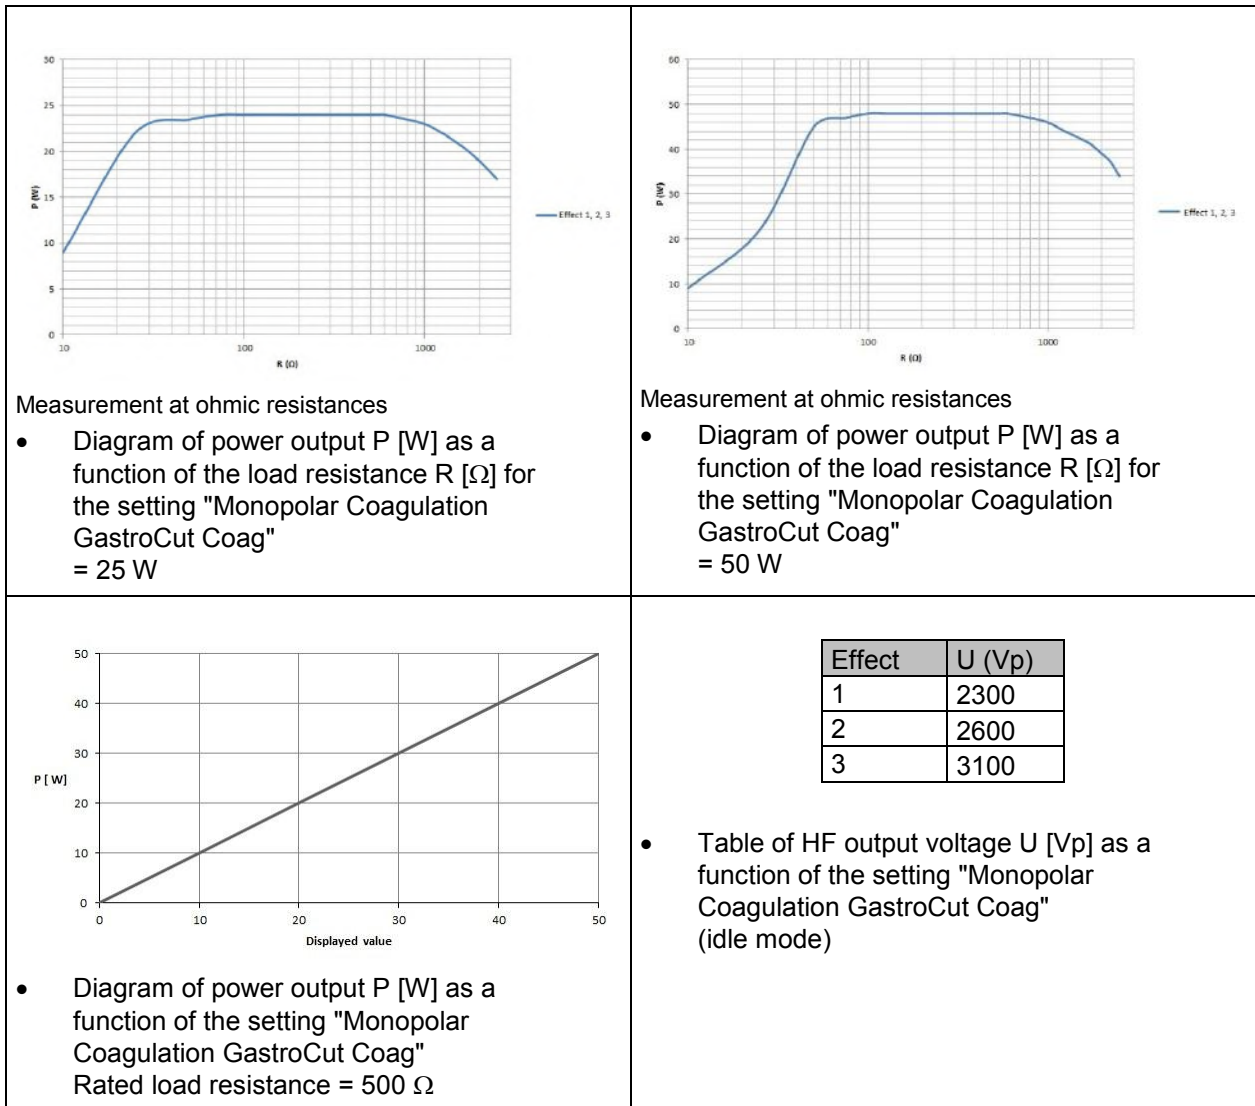 30
25
20
15
10
5
0
P (W)
10
100
1000
R (Ω)
Effect 1, 2, 3
Measurement at ohmic resistances
• Diagram of power output P [W] as a
function of the load resistance R [Ω] for
the setting "Monopolar Coagulation
GastroCut Coag"
= 25 W
60
50
40
30
20
10
0
P (W)
10
100
1000
R (Ω)
Effect 1, 2, 3
Measurement at ohmic resistances
• Diagram of power output P [W] as a
function of the load resistance R [Ω] for
the setting "Monopolar Coagulation
GastroCut Coag"
= 50 W
50
40
30
20
10
0
P [ W]
0 10 20 30 40 50
Displayed value
• Diagram of power output P [W] as a
function of the setting "Monopolar
Coagulation GastroCut Coag"
Rated load resistance = 500 Ω
Effect U (Vp)
1 2300
2 2600
3 3100
• Table of HF output voltage U [Vp] as a
function of the setting "Monopolar
Coagulation GastroCut Coag"
(idle mode)